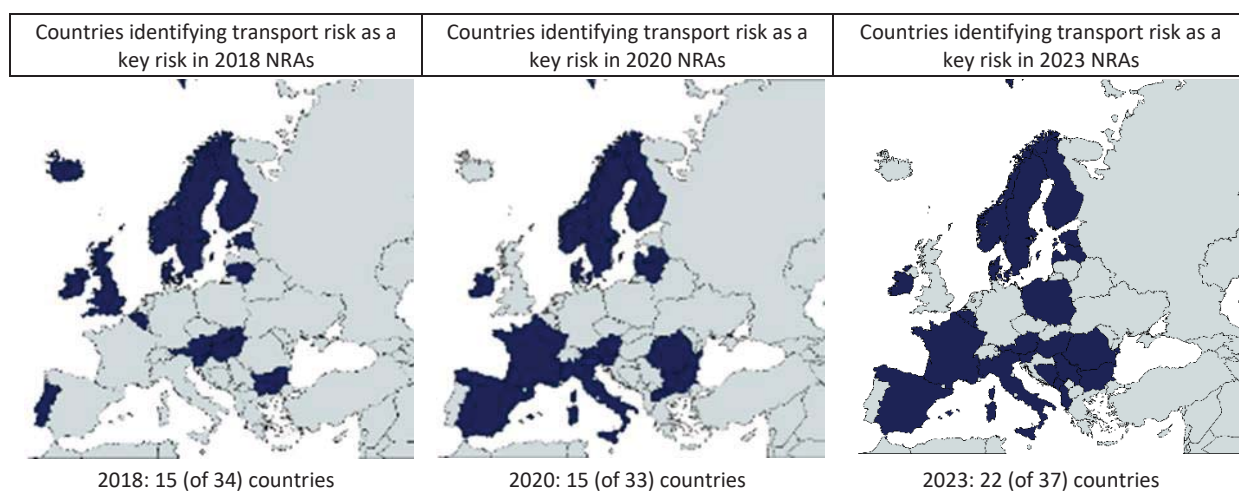 Countries identifying transport risk as a
key risk in 2018 NRAs
Countries identifying transport risk as a
key risk in 2020 NRAs
Countries identifying transport risk as a
key risk in 2023 NRAs
2018: 15 (of 34) countries
2020: 15 (of 33) countries
2023: 22 (of 37) countries